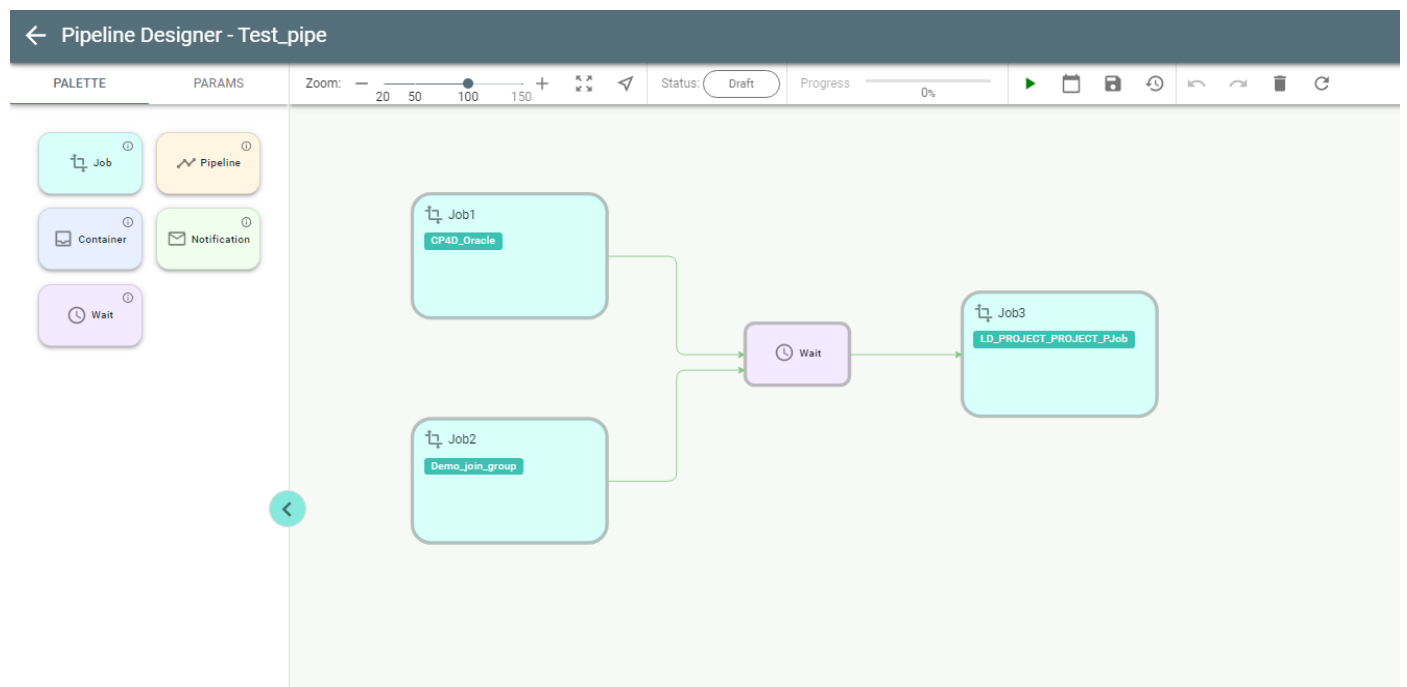 Pipeline Designer - Test_pipe
PALETTE
PARAMS
Zoom:
20 50 100 150
Status: Draft
Progress
0%
Job
Pipeline
Container
Notification
Wait
Job1
CP4D_Oracle
Wait
Job3
LD_PROJECT_PROJECT_PJob
Job2
Demo_join_group